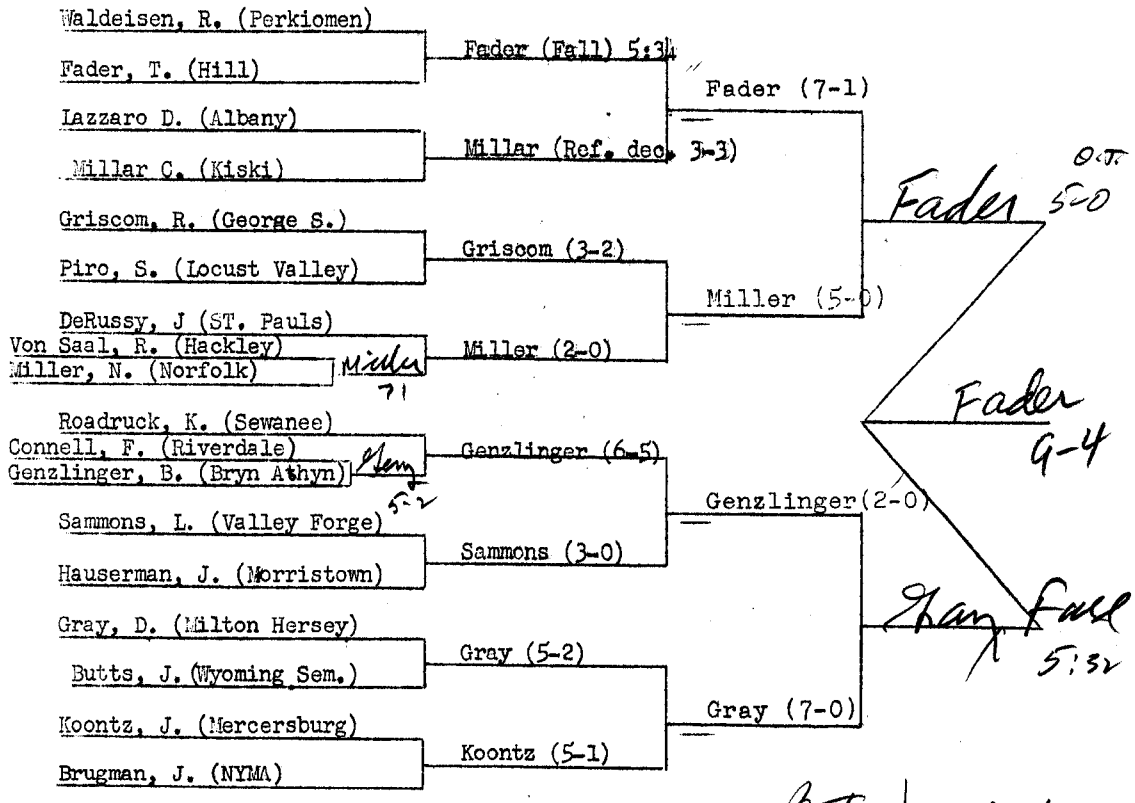 Waldeisen, R. (Perkiomen)
Fader, T. (Hill)
Lazzaro D. (Albany)
Millar C. (Kiski)
Griscom, R. (George S.)
Piro, S. (Locust Valley)
DeRussy, J (ST. Pauls)
Von Saal, R. (Hackley)
Miller, N. (Norfolk)
Miller
71
Roadruck, K. (Sewanee)
Connell, F. (Riverdale)
Genzlinger, B. (Bryn Athyn)
Genz
5-2
Sammons, L. (Valley Forge)
Hauserman, J. (Morristown)
Gray, D. (Milton Hersey)
Butts, J. (Wyoming Sem.)
Koontz, J. (Mercersburg)
Brugman, J. (NYMA)
Fader (Fall) 5:34
Millar (Ref. dec. 3-3)
Griscom (3-2)
Miller (2-0)
Genzlinger (6-5)
Sammons (3-0)
Gray (5-2)
Koontz (5-1)
Fader (7-1)
Miller (5-0)
Genzlinger (2-0)
Gray (7-0)
Fader
O.T.
5-0
Gray Fall
5:32
Fader
9-4